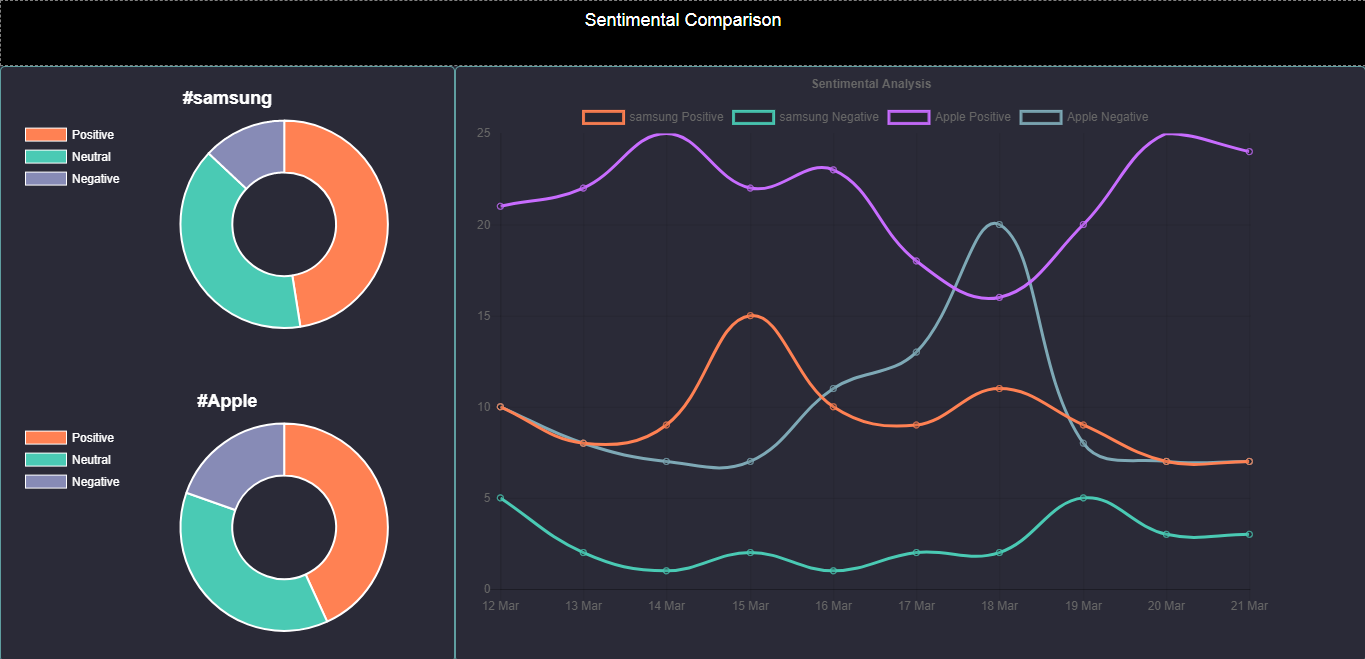 Sentimental Comparison
#samsung
Positive
Neutral
Negative
#Apple
Positive
Neutral
Negative
Sentimental Analysis
samsung Positive samsung Negative Apple Positive Apple Negative
25
20
15
10
5
0
12 Mar 13 Mar 14 Mar 15 Mar 16 Mar 17 Mar 18 Mar 19 Mar 20 Mar 21 Mar